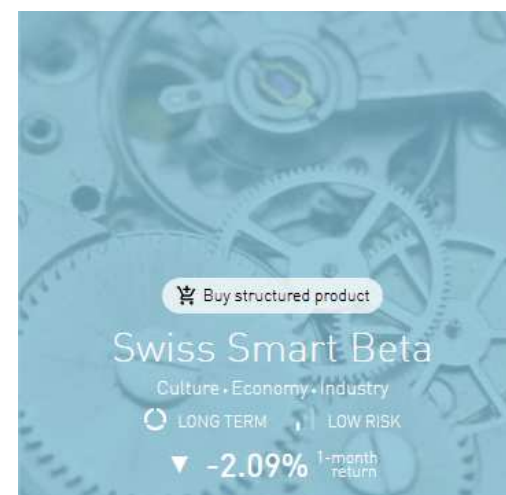 Buy structured product
Swiss Smart Beta
Culture • Economy • Industry
LONG TERM LOW RISK
▼ -2.09% 1-month
return